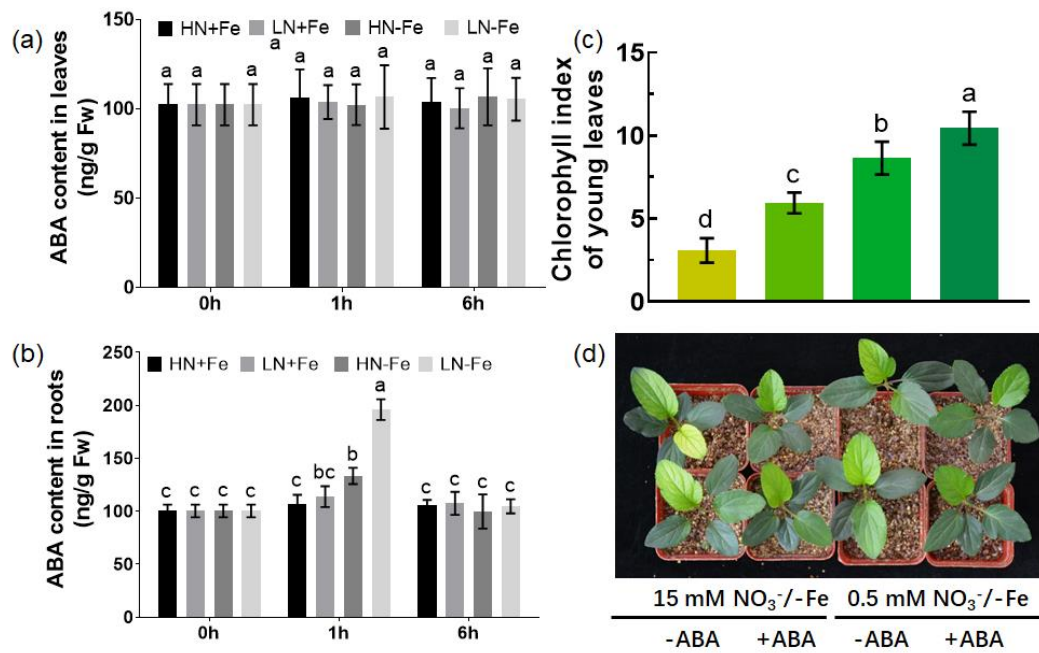 (a)
ABA content in leaves
(ng/g Fw)
150
100
50
0
HN+Fe LN+Fe HN-Fe LN-Fe
a a a a a a a a a a a a
0h 1h 6h
(b)
ABA content in roots
(ng/g Fw)
250
200
150
100
50
0
HN+Fe LN+Fe HN-Fe LN-Fe
c c c c c bc b a c c c c
0h 1h 6h
(c)
Chlorophyll index
of young leaves
15
10
5
0
d c b a
(d)
15 mM NO₃⁻/-Fe 0.5 mM NO₃⁻/-Fe
-ABA +ABA -ABA +ABA